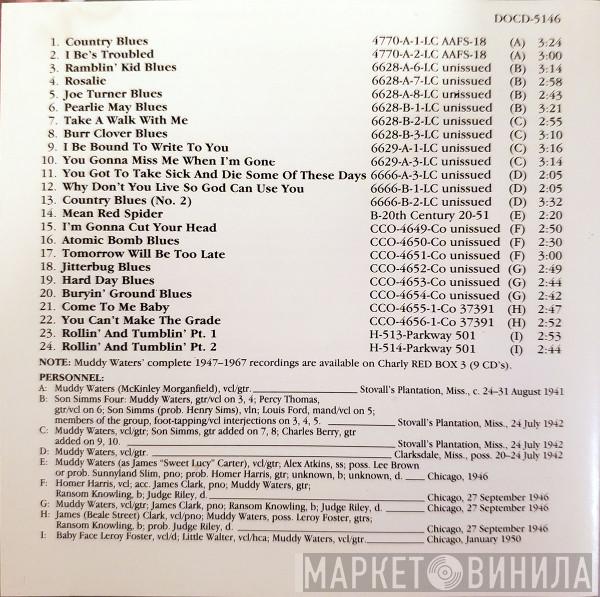 DOCD-5146
1. Country Blues 4770-A-1-LC AAFS-18 (A) 3:24
2. I Be's Troubled 4770-A-2-LC AAFS-18 (A) 3:00
3. Ramblin' Kid Blues 6628-A-6-LC unissued (B) 3:14
4. Rosalie 6628-A-7-LC unissued (B) 2:58
5. Joe Turner Blues 6628-A-8-LC unissued (B) 2:43
6. Pearlie May Blues 6628-B-1-LC unissued (B) 3:21
7. Take A Walk With Me 6628-B-2-LC unissued (C) 2:55
8. Burr Clover Blues 6628-B-3-LC unissued (C) 3:10
9. I Be Bound To Write To You 6629-A-1-LC unissued (C) 3:16
10. You Gonna Miss Me When I'm Gone 6629-A-3-LC unissued (C) 3:14
11. You Got To Take Sick And Die Some Of These Days 6666-A-3-LC unissued (D) 2:05
12. Why Don't You Live So God Can Use You 6666-B-1-LC unissued (D) 2:05
13. Country Blues (No. 2) 6666-B-2-LC unissued (D) 3:32
14. Mean Red Spider B-20th Century 20-51 (E) 2:20
15. I'm Gonna Cut Your Head CCO-4649-Co unissued (F) 2:50
16. Atomic Bomb Blues CCO-4650-Co unissued (F) 2:30
17. Tomorrow Will Be Too Late CCO-4651-Co unissued (F) 3:00
18. Jitterbug Blues CCO-4652-Co unissued (G) 2:49
19. Hard Day Blues CCO-4653-Co unissued (G) 2:44
20. Buryin' Ground Blues CCO-4654-Co unissued (G) 2:42
21. Come To Me Baby CCO-4655-1-Co 37391 (H) 2:47
22. You Can't Make The Grade CCO-4656-1-Co 37391 (H) 2:52
23. Rollin' And Tumblin' Pt. 1 H-513-Parkway 501 (I) 2:53
24. Rollin' And Tumblin' Pt. 2 H-514-Parkway 501 (I) 2:44
NOTE: Muddy Waters' complete 1947-1967 recordings are available on Charly RED BOX 3 (9 CD's).
PERSONNEL:
A: Muddy Waters (McKinley Morganfield), vcl/gtr. Stovall's Plantation, Miss., c. 24-31 August 1941
B: Son Simms Four: Muddy Waters, gtr/vcl on 3, 4; Percy Thomas,
gtr/vcl on 6; Son Simms (prob. Henry Sims), vln; Louis Ford, mand/vcl on 5;
members of the group, foot-tapping/vcl interjections on 3, 4, 5. Stovall's Plantation, Miss., 24 July 1942
C: Muddy Waters, vcl/gtr; Son Simms, gtr added on 7, 8; Charles Berry, gtr
added on 9, 10. Stovall's Plantation, Miss., 24 July 1942
D: Muddy Waters, vcl/gtr. Clarksdale, Miss., poss. 20-24 July 1942
E: Muddy Waters (as James "Sweet Lucy" Carter), vcl/gtr; Alex Atkins, ss; poss. Lee Brown
or prob. Sunnyland Slim, pno; prob. Homer Harris, gtr; unknown, b; unknown, d. Chicago, 1946
F: Homer Harris, vcl; acc. James Clark, pno; Muddy Waters, gtr;
Ransom Knowling, b; Judge Riley, d. Chicago, 27 September 1946
G: Muddy Waters, vcl/gtr; James Clark, pno; Ransom Knowling, b; Judge Riley, d. Chicago, 27 September 1946
H: James (Beale Street) Clark, vcl/pno; Muddy Waters, poss. Leroy Foster, gtrs;
Ransom Knowling, b; prob. Judge Riley, d. Chicago, 27 September 1946
I: Baby Face Leroy Foster, vcl/d; Little Walter, vcl/hca; Muddy Waters, vcl/gtr. Chicago, January 1950
МАРКЕТ ВИНИЛА